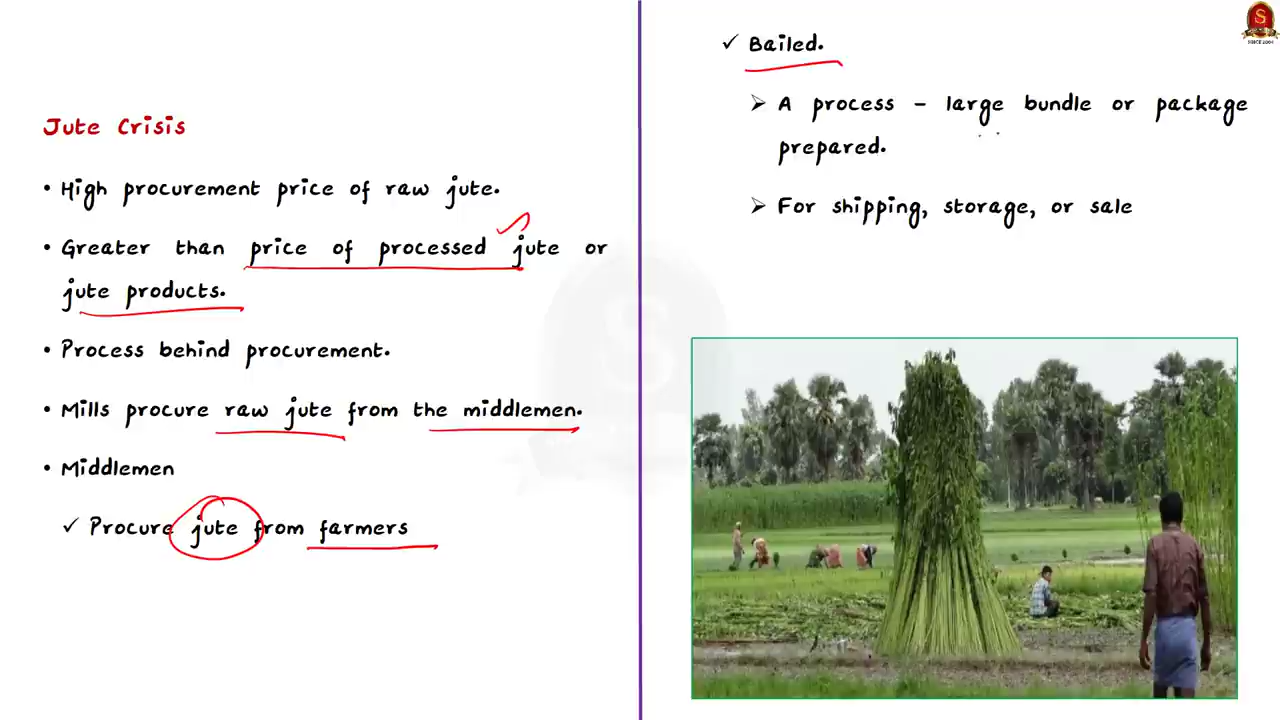 Jute Crisis
• High procurement price of raw jute.
• Greater than price of processed jute or
jute products.
• Process behind procurement.
• Mills procure raw jute from the middlemen.
• Middlemen
✓ Procure jute from farmers
✓ Bailed.
➢ A process – large bundle or package
prepared.
➢ For shipping, storage, or sale
S
SINCE 2004